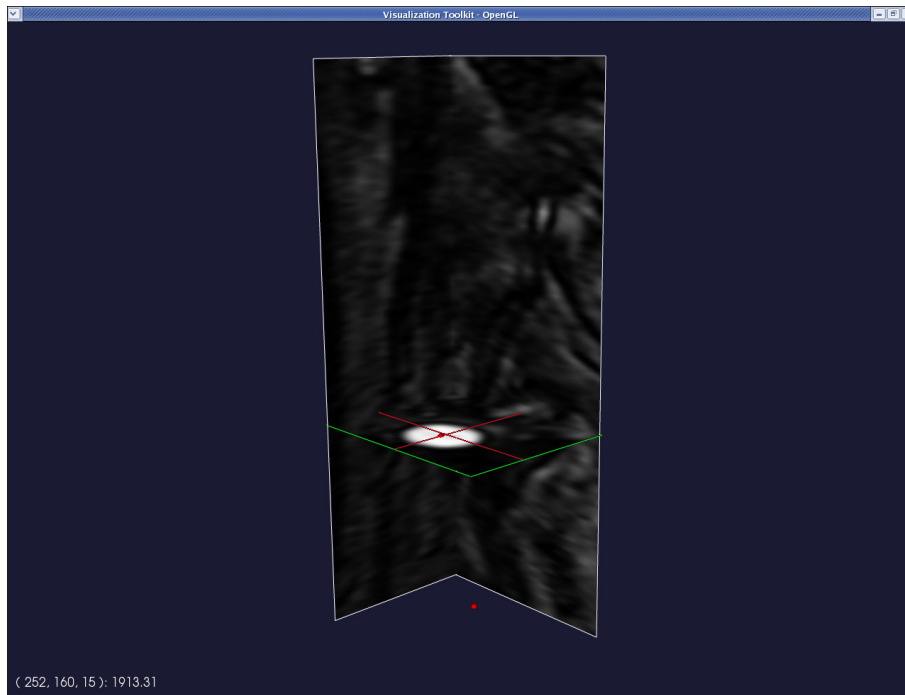 Visualization Toolkit - OpenGL
( 252, 160, 15 ): 1913.31